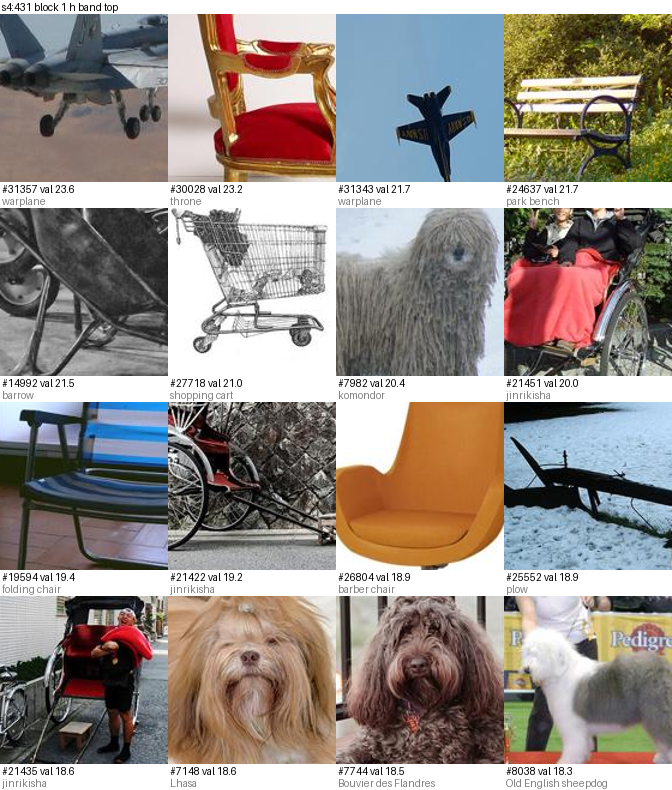 s4:431 block 1 h band top
#31357 val 23.6
warplane
#30028 val 23.2
throne
#31343 val 21.7
warplane
#24637 val 21.7
park bench
#14992 val 21.5
barrow
#27718 val 21.0
shopping cart
#7982 val 20.4
komondor
#21451 val 20.0
jinrikisha
#19594 val 19.4
folding chair
#21422 val 19.2
jinrikisha
#26804 val 18.9
barber chair
#25552 val 18.9
plow
Pedigree
#21435 val 18.6
jinrikisha
#7148 val 18.6
Lhasa
#7744 val 18.5
Bouvier des Flandres
#8038 val 18.3
Old English sheepdog